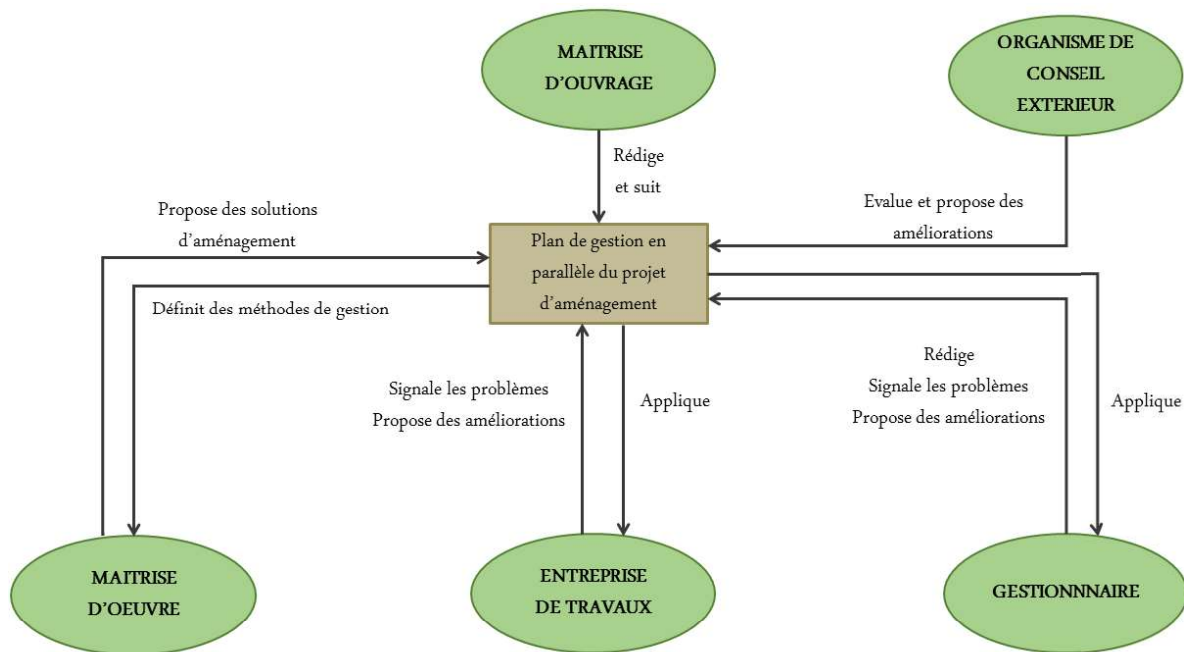 MAITRISE
D'OUVRAGE
ORGANISME DE
CONSEIL
EXTERIEUR
Rédige
et suit
Evalue et propose des
améliorations
Propose des solutions
d'aménagement
Plan de gestion en
parallèle du projet
d'aménagement
Définit des méthodes de gestion
Signale les problèmes
Propose des améliorations
Applique
Rédige
Signale les problèmes
Propose des améliorations
Applique
MAITRISE
D'OEUVRE
ENTREPRISE
DE TRAVAUX
GESTIONNNAIRE